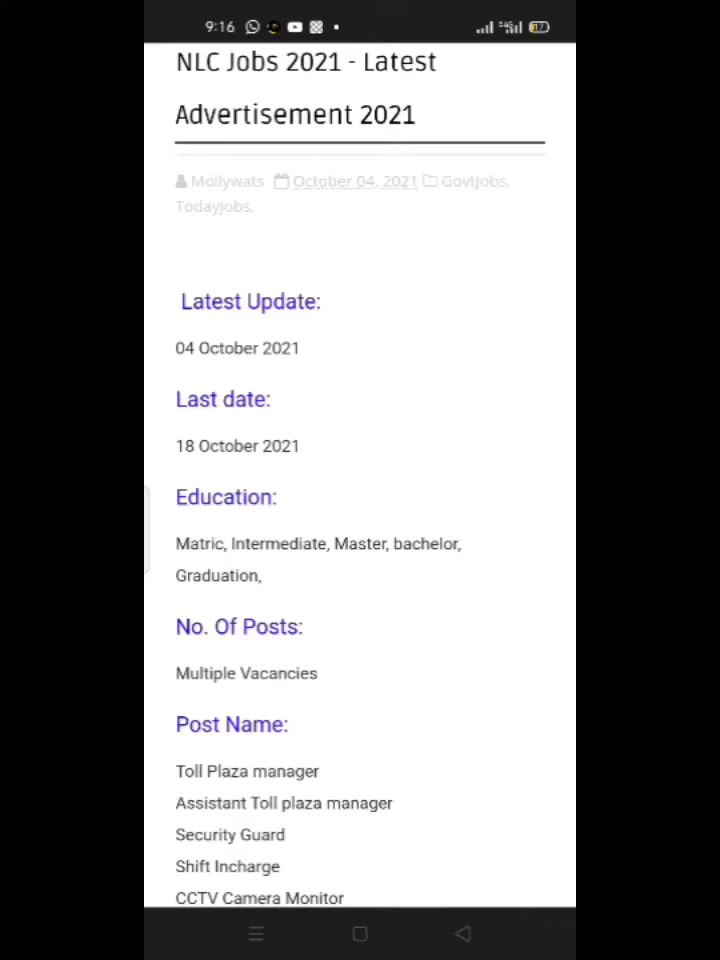 9:16
17
NLC Jobs 2021 - Latest
Advertisement 2021
Mollywats October 04, 2021 GovtJobs,
TodayJobs,
Latest Update:
04 October 2021
Last date:
18 October 2021
Education:
Matric, Intermediate, Master, bachelor,
Graduation,
No. Of Posts:
Multiple Vacancies
Post Name:
Toll Plaza manager
Assistant Toll plaza manager
Security Guard
Shift Incharge
CCTV Camera Monitor